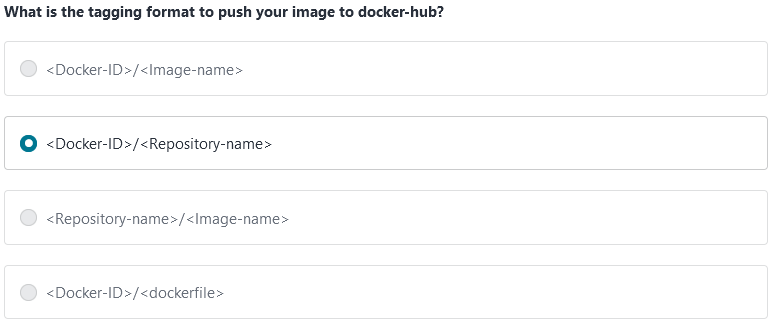 What is the tagging format to push your image to docker-hub?
<Docker-ID>/<Image-name>
<Docker-ID>/<Repository-name>
<Repository-name>/<Image-name>
<Docker-ID>/<dockerfile>